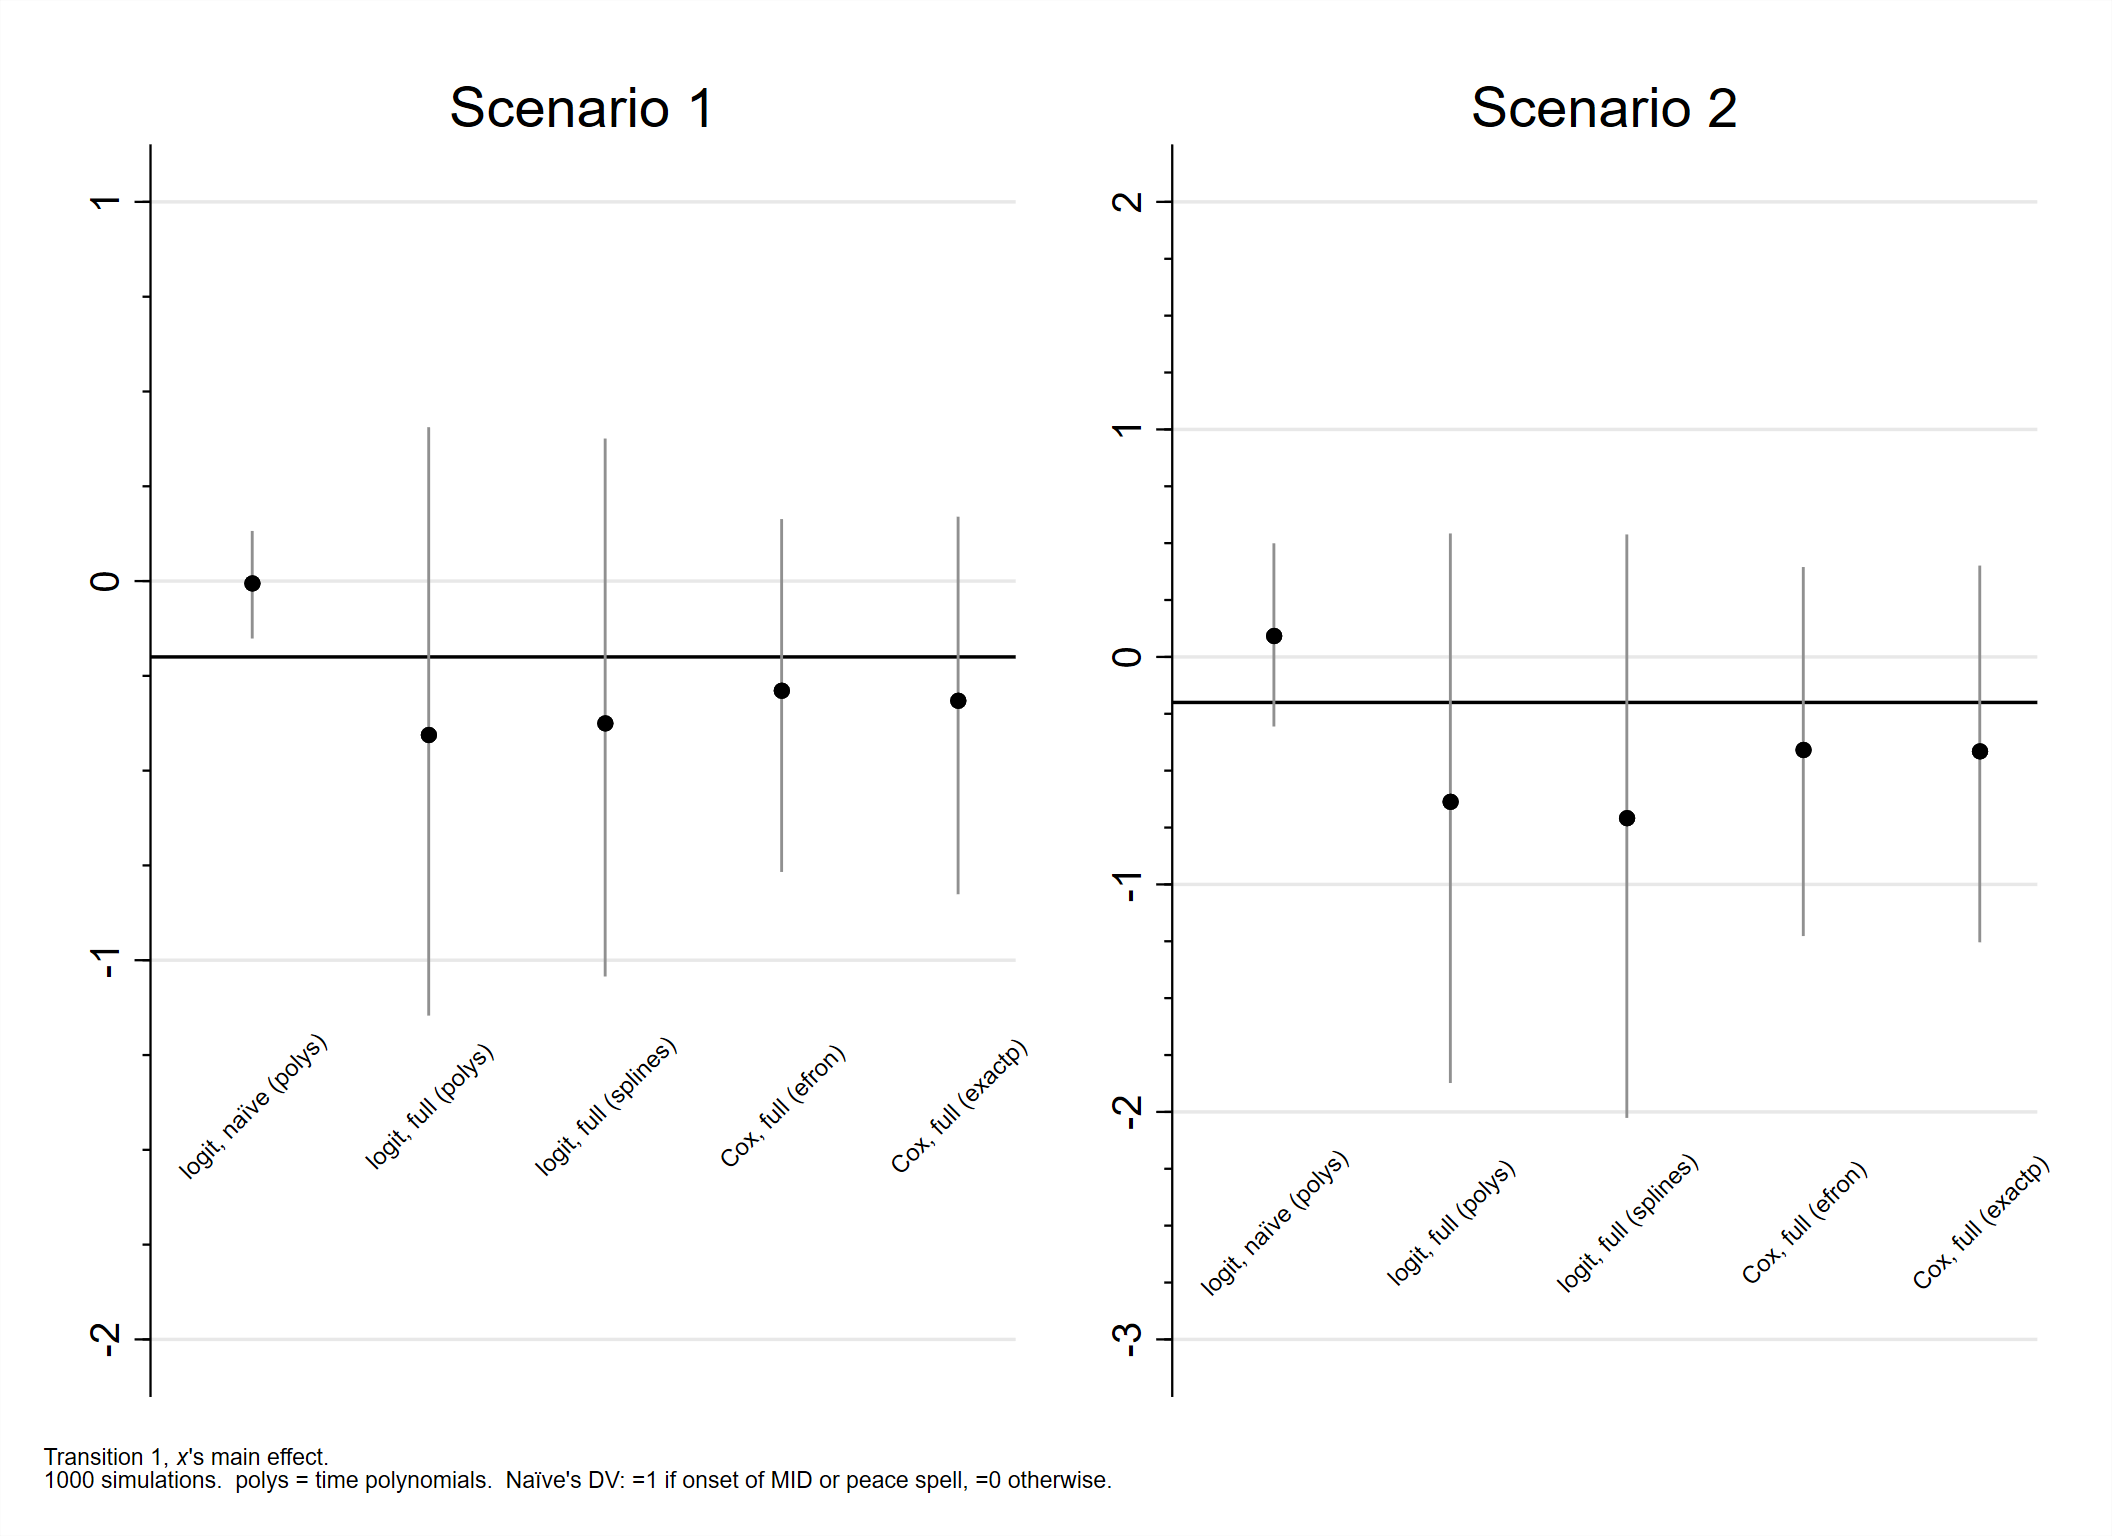 Scenario 1
1
0
-1
-2
logit, naïve (polys)
logit, full (polys)
logit, full (splines)
Cox, full (efron)
Cox, full (exactp)
Scenario 2
2
1
0
-1
-2
-3
logit, naïve (polys)
logit, full (polys)
logit, full (splines)
Cox, full (efron)
Cox, full (exactp)
Transition 1, x's main effect.
1000 simulations.  polys = time polynomials.  Naïve's DV: =1 if onset of MID or peace spell, =0 otherwise.